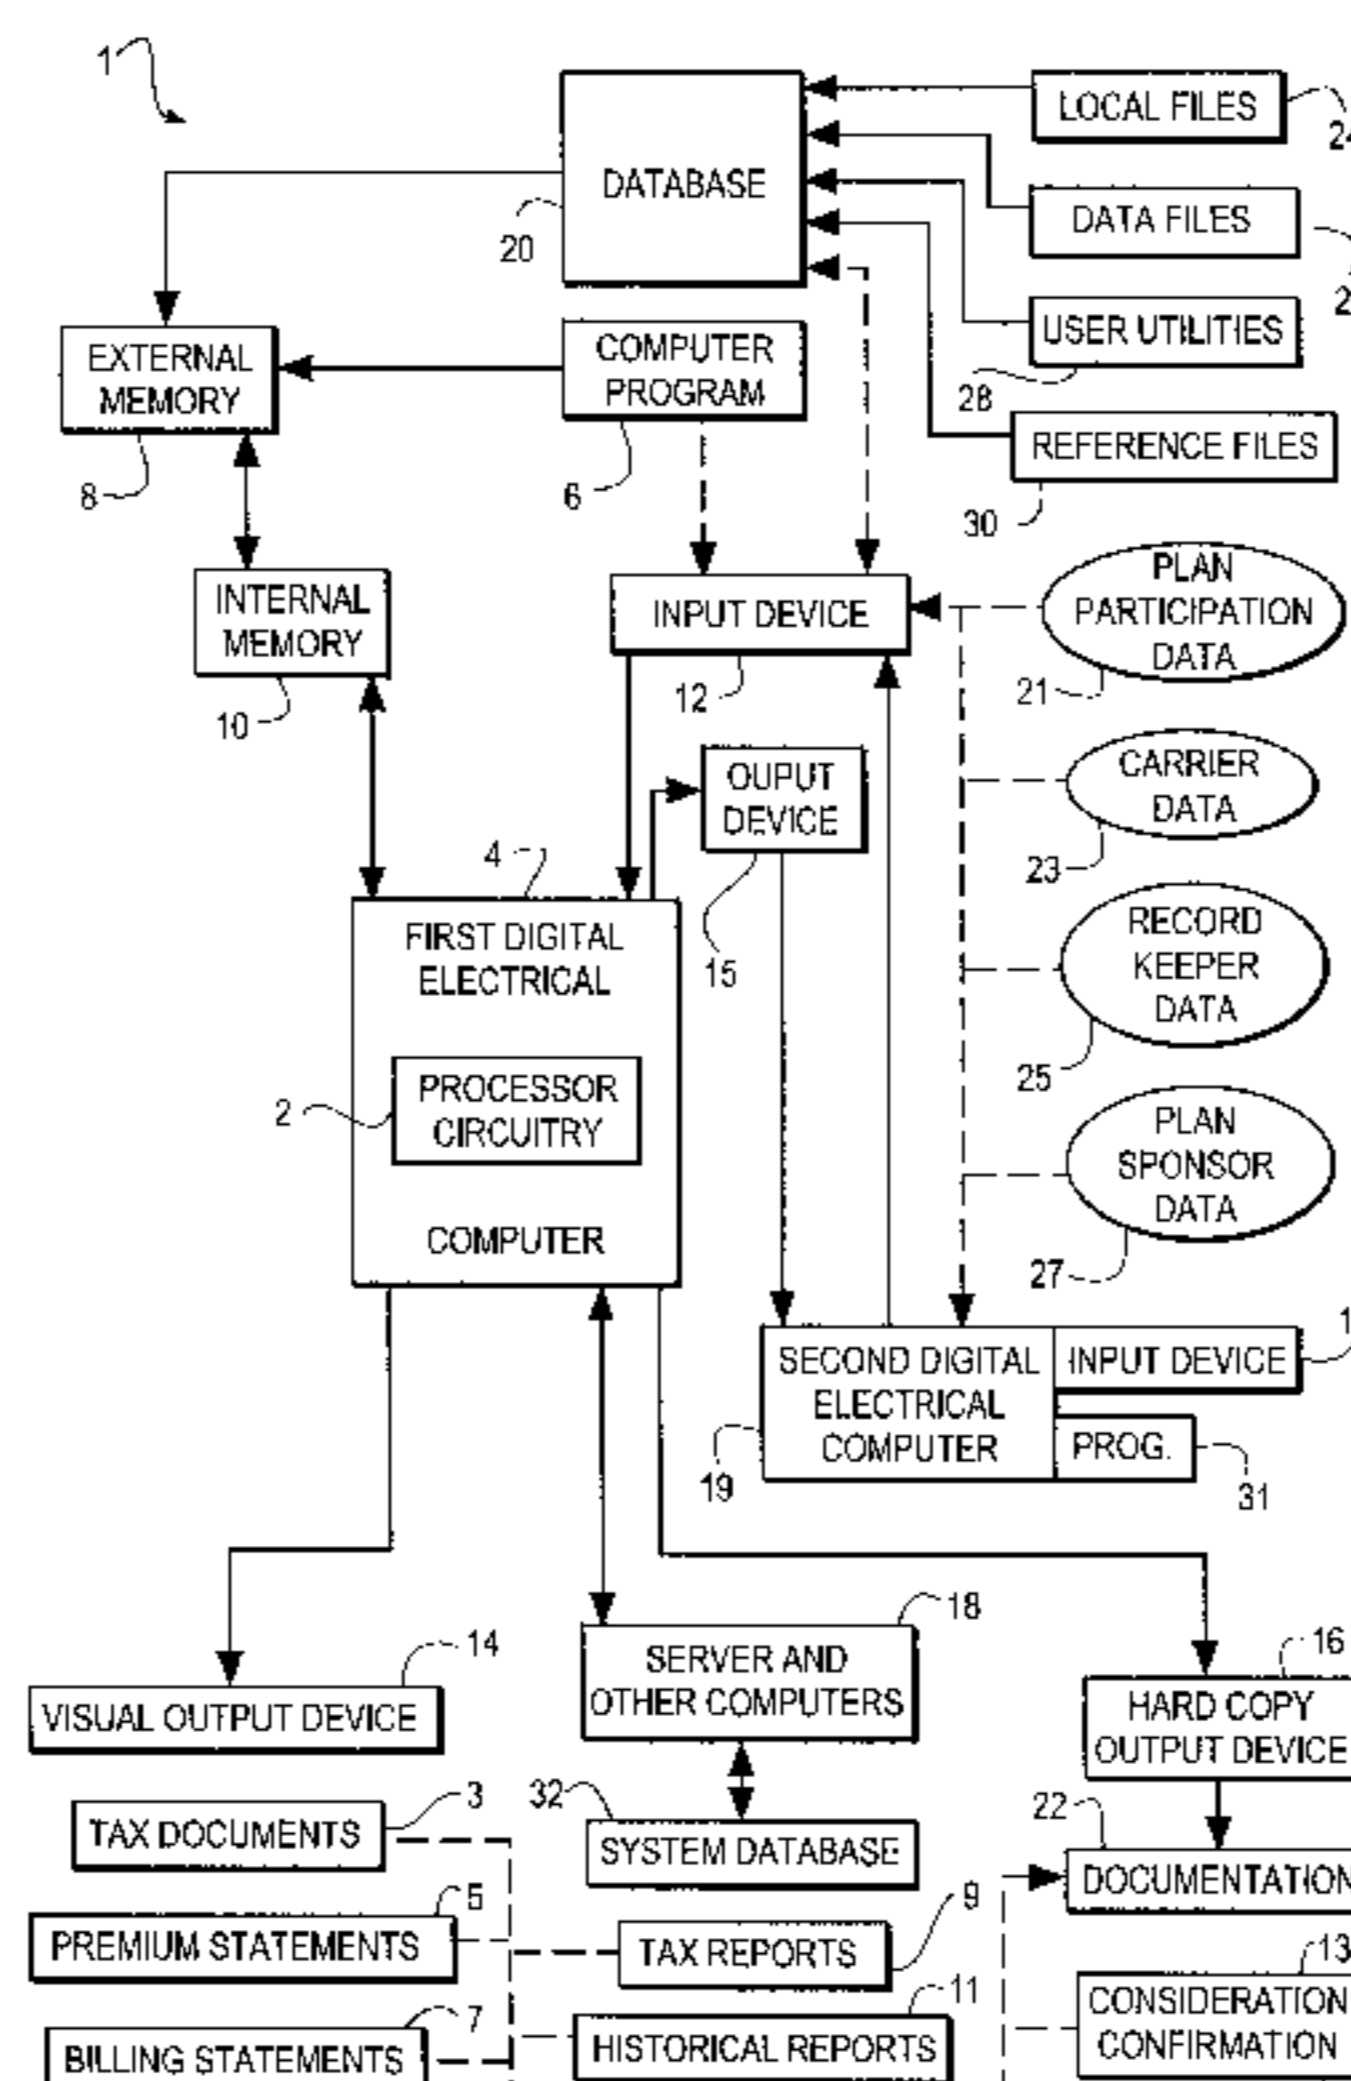 1
LOCAL FILES
DATABASE
20
DATA FILES
USER UTILITIES
28
EXTERNAL
MEMORY
8
COMPUTER
PROGRAM
6
REFERENCE FILES
30
INTERNAL
MEMORY
10
INPUT DEVICE
12
PLAN
PARTICIPATION
DATA
21
OUPUT
DEVICE
15
CARRIER
DATA
23
4
FIRST DIGITAL
ELECTRICAL
PROCESSOR
CIRCUITRY
2
COMPUTER
RECORD
KEEPER
DATA
25
PLAN
SPONSOR
DATA
27
SECOND DIGITAL
ELECTRICAL
COMPUTER
19
INPUT DEVICE
PROG.
31
18
14
16
VISUAL OUTPUT DEVICE
SERVER AND
OTHER COMPUTERS
HARD COPY
OUTPUT DEVICE
3
TAX DOCUMENTS
32
SYSTEM DATABASE
22
DOCUMENTATION
5
PREMIUM STATEMENTS
9
TAX REPORTS
13
CONSIDERATION
CONFIRMATION
7
BILLING STATEMENTS
11
HISTORICAL REPORTS